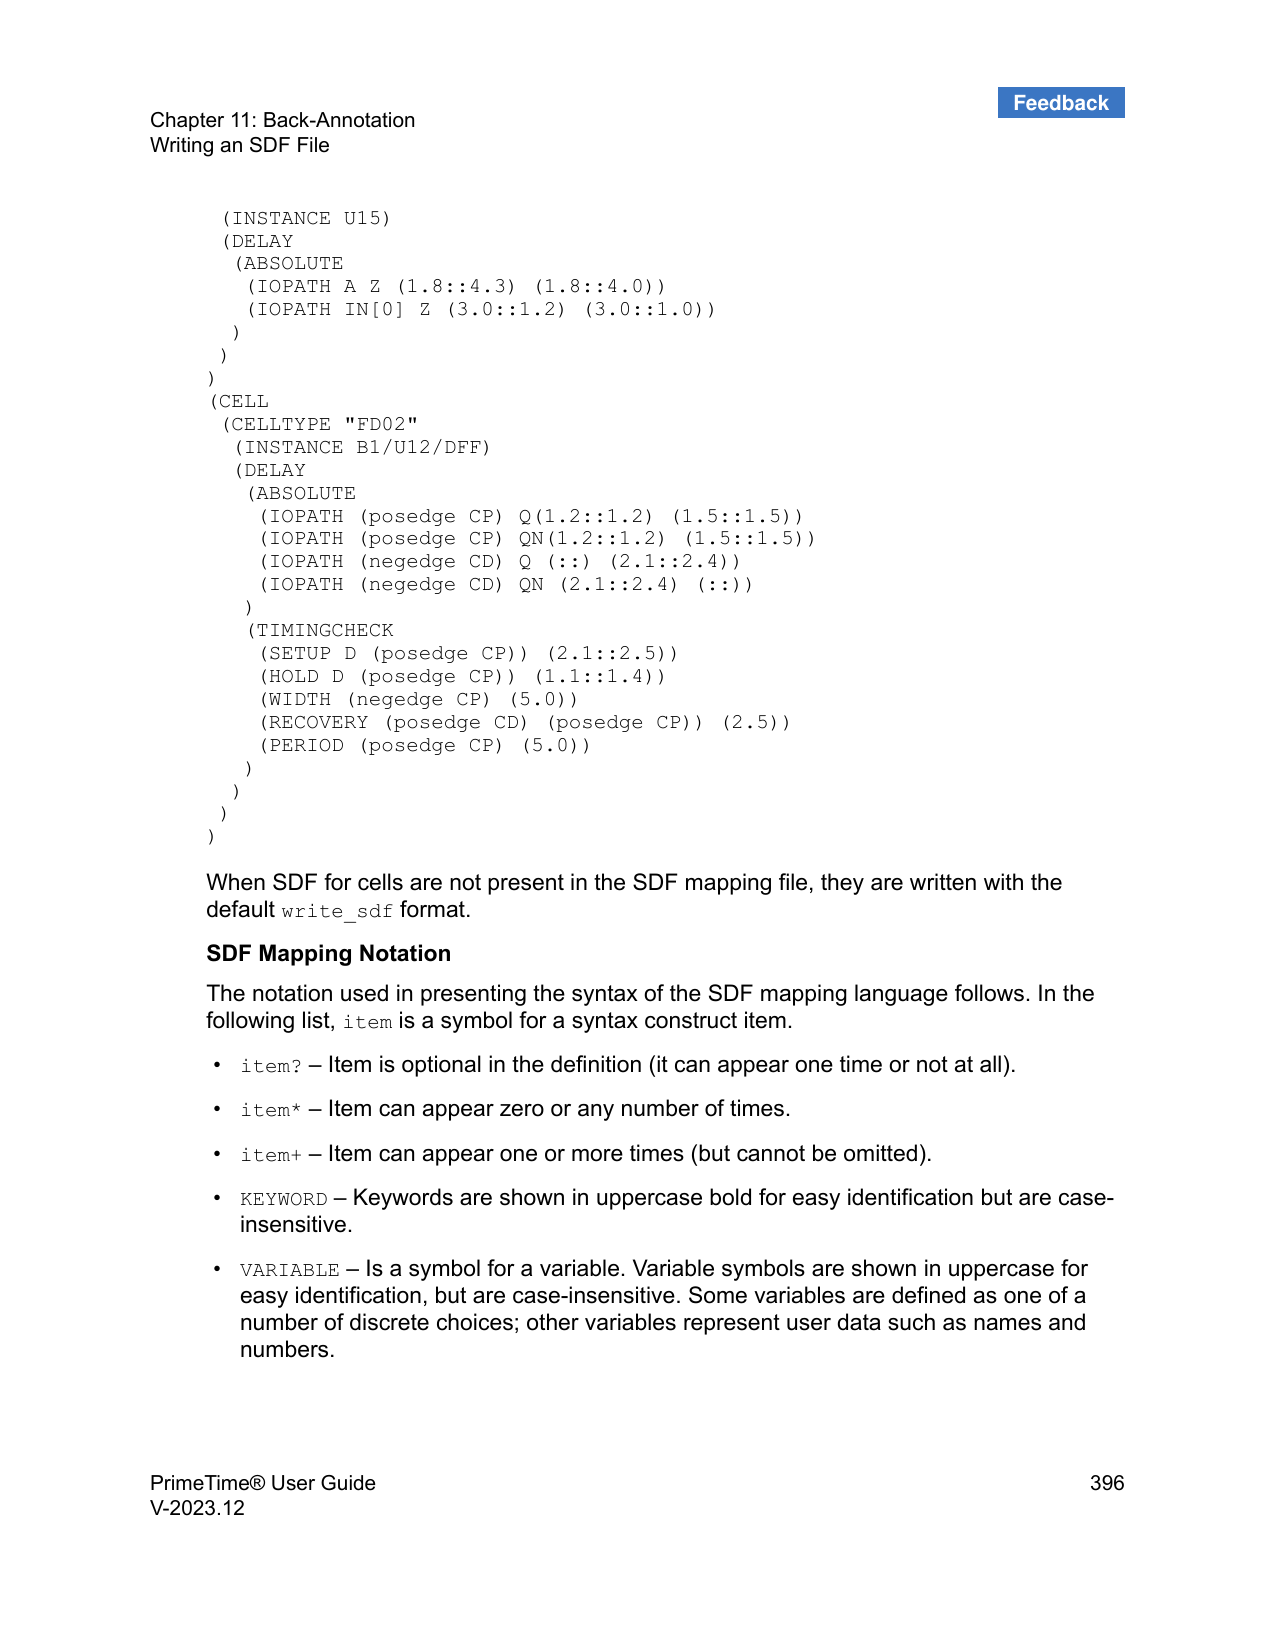 Feedback
Chapter 11: Back-Annotation
Writing an SDF File
(INSTANCE U15)
(DELAY
(ABSOLUTE
(IOPATH A Z (1.8::4.3) (1.8::4.0))
(IOPATH IN[0] Z (3.0::1.2) (3.0::1.0))
)
)
)
(CELL
(CELLTYPE "FD02"
(INSTANCE B1/U12/DFF)
(DELAY
(ABSOLUTE
(IOPATH (posedge CP) Q(1.2::1.2) (1.5::1.5))
(IOPATH (posedge CP) QN(1.2::1.2) (1.5::1.5))
(IOPATH (negedge CD) Q (::) (2.1::2.4))
(IOPATH (negedge CD) QN (2.1::2.4) (::))
)
(TIMINGCHECK
(SETUP D (posedge CP)) (2.1::2.5))
(HOLD D (posedge CP)) (1.1::1.4))
(WIDTH (negedge CP) (5.0))
(RECOVERY (posedge CD) (posedge CP)) (2.5))
(PERIOD (posedge CP) (5.0))
)
)
)
)
When SDF for cells are not present in the SDF mapping file, they are written with the
default write_sdf format.
SDF Mapping Notation
The notation used in presenting the syntax of the SDF mapping language follows. In the
following list, item is a symbol for a syntax construct item.
• item? – Item is optional in the definition (it can appear one time or not at all).
• item* – Item can appear zero or any number of times.
• item+ – Item can appear one or more times (but cannot be omitted).
• KEYWORD – Keywords are shown in uppercase bold for easy identification but are case-
insensitive.
• VARIABLE – Is a symbol for a variable. Variable symbols are shown in uppercase for
easy identification, but are case-insensitive. Some variables are defined as one of a
number of discrete choices; other variables represent user data such as names and
numbers.
PrimeTime® User Guide
396
V-2023.12